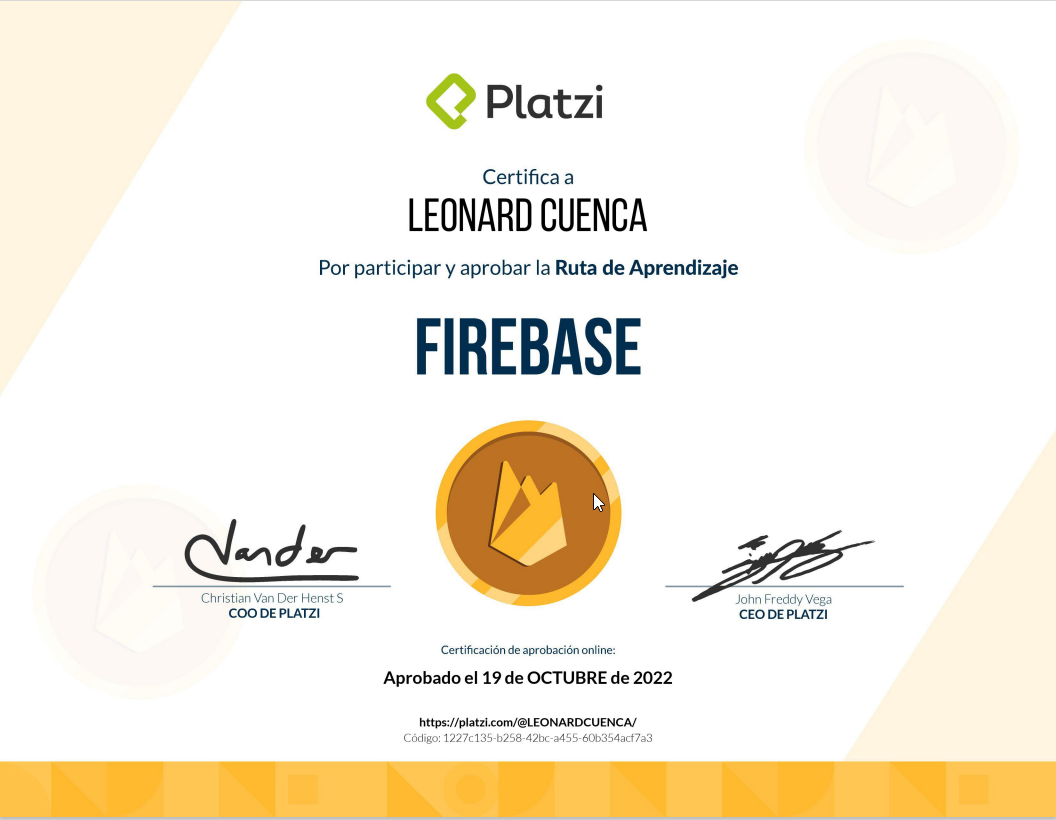 Platzi
Certifica a
LEONARD CUENCA
Por participar y aprobar la Ruta de Aprendizaje
FIREBASE
Vander
Christian Van Der Henst S
COO DE PLATZI
John Freddy Vega
CEO DE PLATZI
Certificación de aprobación online:
Aprobado el 19 de OCTUBRE de 2022
https://platzi.com/@LEONARDCUENCA/
Código: 1227c135-b258-42bc-a455-60b354acf7a3